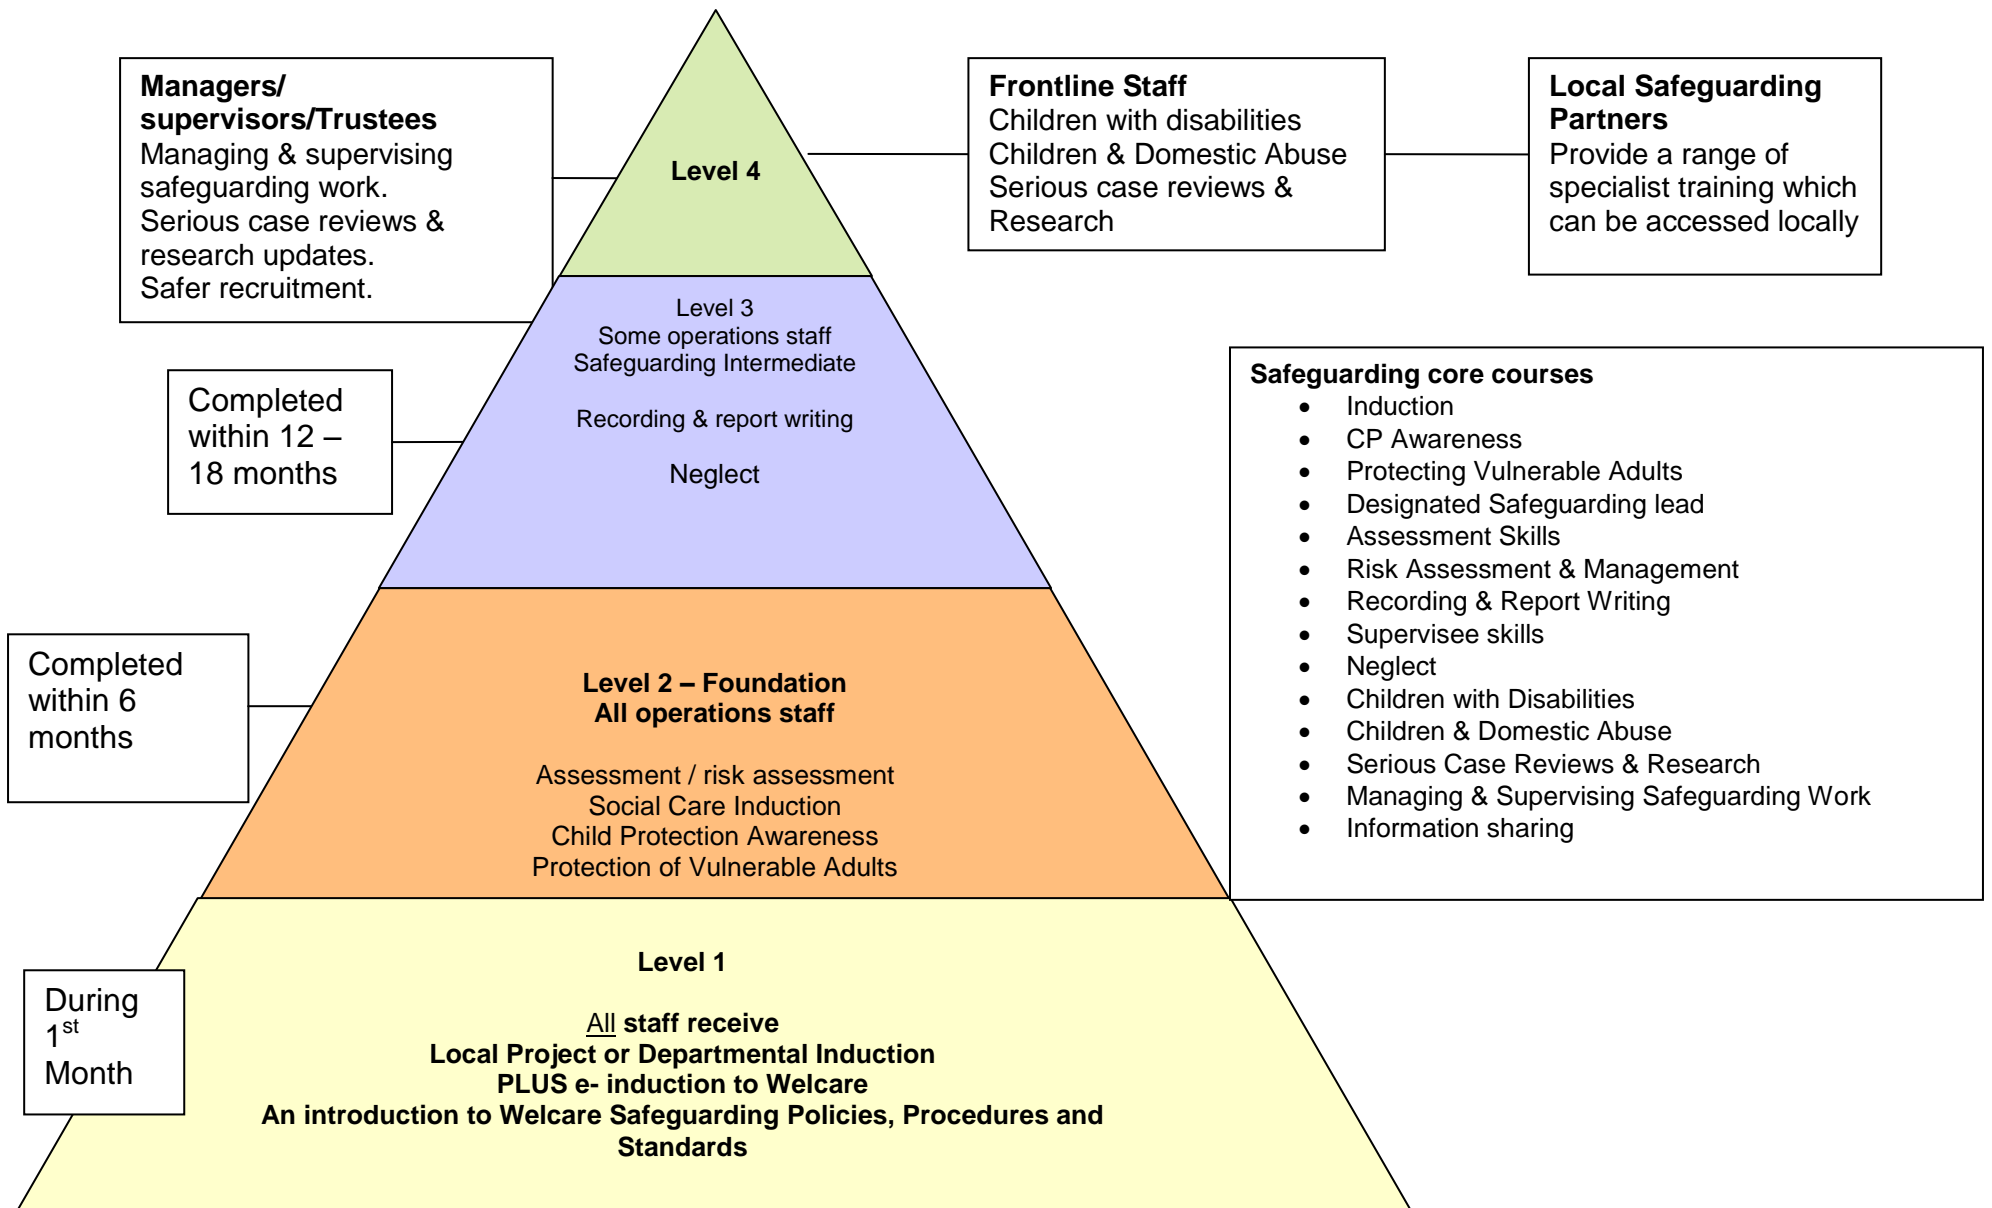 Managers/
supervisors/Trustees
Managing & supervising
safeguarding work.
Serious case reviews &
research updates.
Safer recruitment.
Level 4
Frontline Staff
Children with disabilities
Children & Domestic Abuse
Serious case reviews &
Research
Local Safeguarding
Partners
Provide a range of
specialist training which
can be accessed locally
Level 3
Some operations staff
Safeguarding Intermediate
Recording & report writing
Neglect
Completed
within 12 –
18 months
Safeguarding core courses
• Induction
• CP Awareness
• Protecting Vulnerable Adults
• Designated Safeguarding lead
• Assessment Skills
• Risk Assessment & Management
• Recording & Report Writing
• Supervisee skills
• Neglect
• Children with Disabilities
• Children & Domestic Abuse
• Serious Case Reviews & Research
• Managing & Supervising Safeguarding Work
• Information sharing
Completed
within 6
months
Level 2 – Foundation
All operations staff
Assessment / risk assessment
Social Care Induction
Child Protection Awareness
Protection of Vulnerable Adults
During
1st
Month
Level 1
All staff receive
Local Project or Departmental Induction
PLUS e- induction to Welcare
An introduction to Welcare Safeguarding Policies, Procedures and
Standards